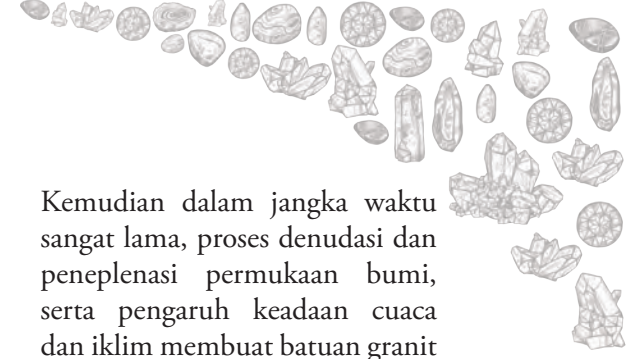 Kemudian dalam jangka waktu
sangat lama, proses denudasi dan
peneplenasi permukaan bumi,
serta pengaruh keadaan cuaca
dan iklim membuat batuan granit